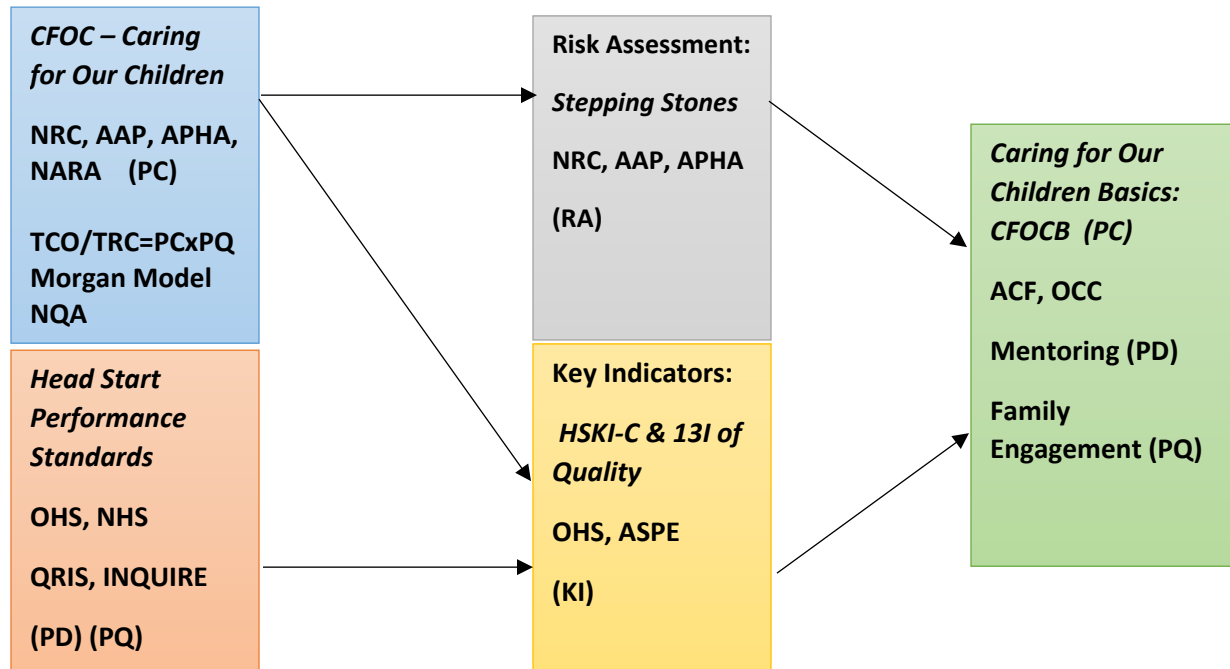 CFOC – Caring
for Our Children
NRC, AAP, APHA,
NARA (PC)
TCO/TRC=PCxPQ
Morgan Model
NQA
Head Start
Performance
Standards
OHS, NHS
QRIS, INQUIRE
(PD) (PQ)
Risk Assessment:
Stepping Stones
NRC, AAP, APHA
(RA)
Key Indicators:
HSKI-C & 13I of
Quality
OHS, ASPE
(KI)
Caring for Our
Children Basics:
CFOCB (PC)
ACF, OCC
Mentoring (PD)
Family
Engagement (PQ)